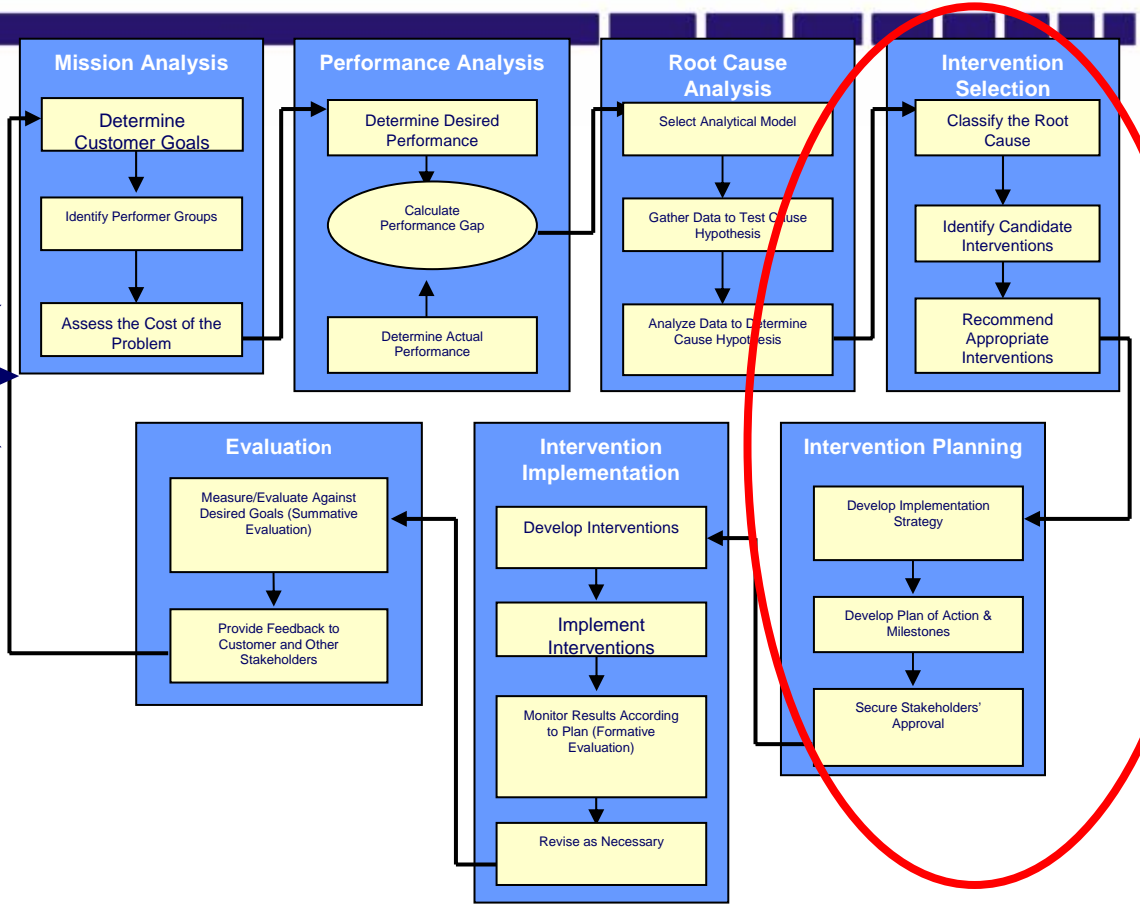 Mission Analysis
Determine
Customer Goals
Identify Performer Groups
Assess the Cost of the
Problem
Performance Analysis
Determine Desired
Performance
Calculate
Performance Gap
Determine Actual
Performance
Root Cause
Analysis
Select Analytical Model
Gather Data to Test Cause
Hypothesis
Analyze Data to Determine
Cause Hypothesis
Intervention
Selection
Classify the Root
Cause
Identify Candidate
Interventions
Recommend
Appropriate
Interventions
Evaluation
Measure/Evaluate Against
Desired Goals (Summative
Evaluation)
Provide Feedback to
Customer and Other
Stakeholders
Intervention
Implementation
Develop Interventions
Implement
Interventions
Monitor Results According
to Plan (Formative
Evaluation)
Revise as Necessary
Intervention Planning
Develop Implementation
Strategy
Develop Plan of Action &
Milestones
Secure Stakeholders'
Approval